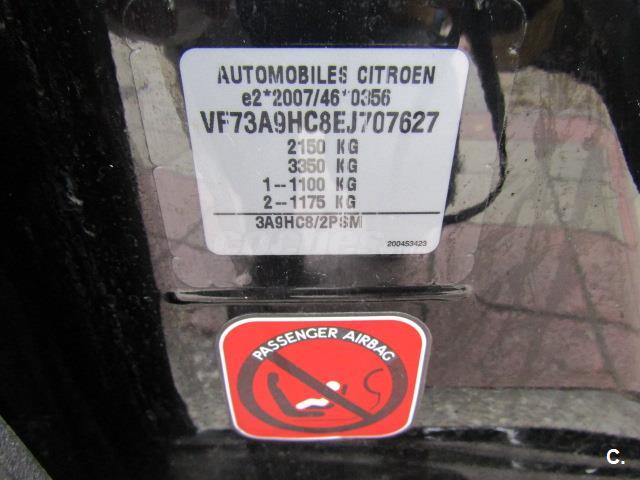 AUTOMOBILES CITROEN
e2*2007/46*0356
VF73A9HC8EJ707627
2150 KG
3350 KG
1--1100 KG
2--1175 KG
3A9HC8/2PSM
200453423
PASSENGER AIRBAG
C.